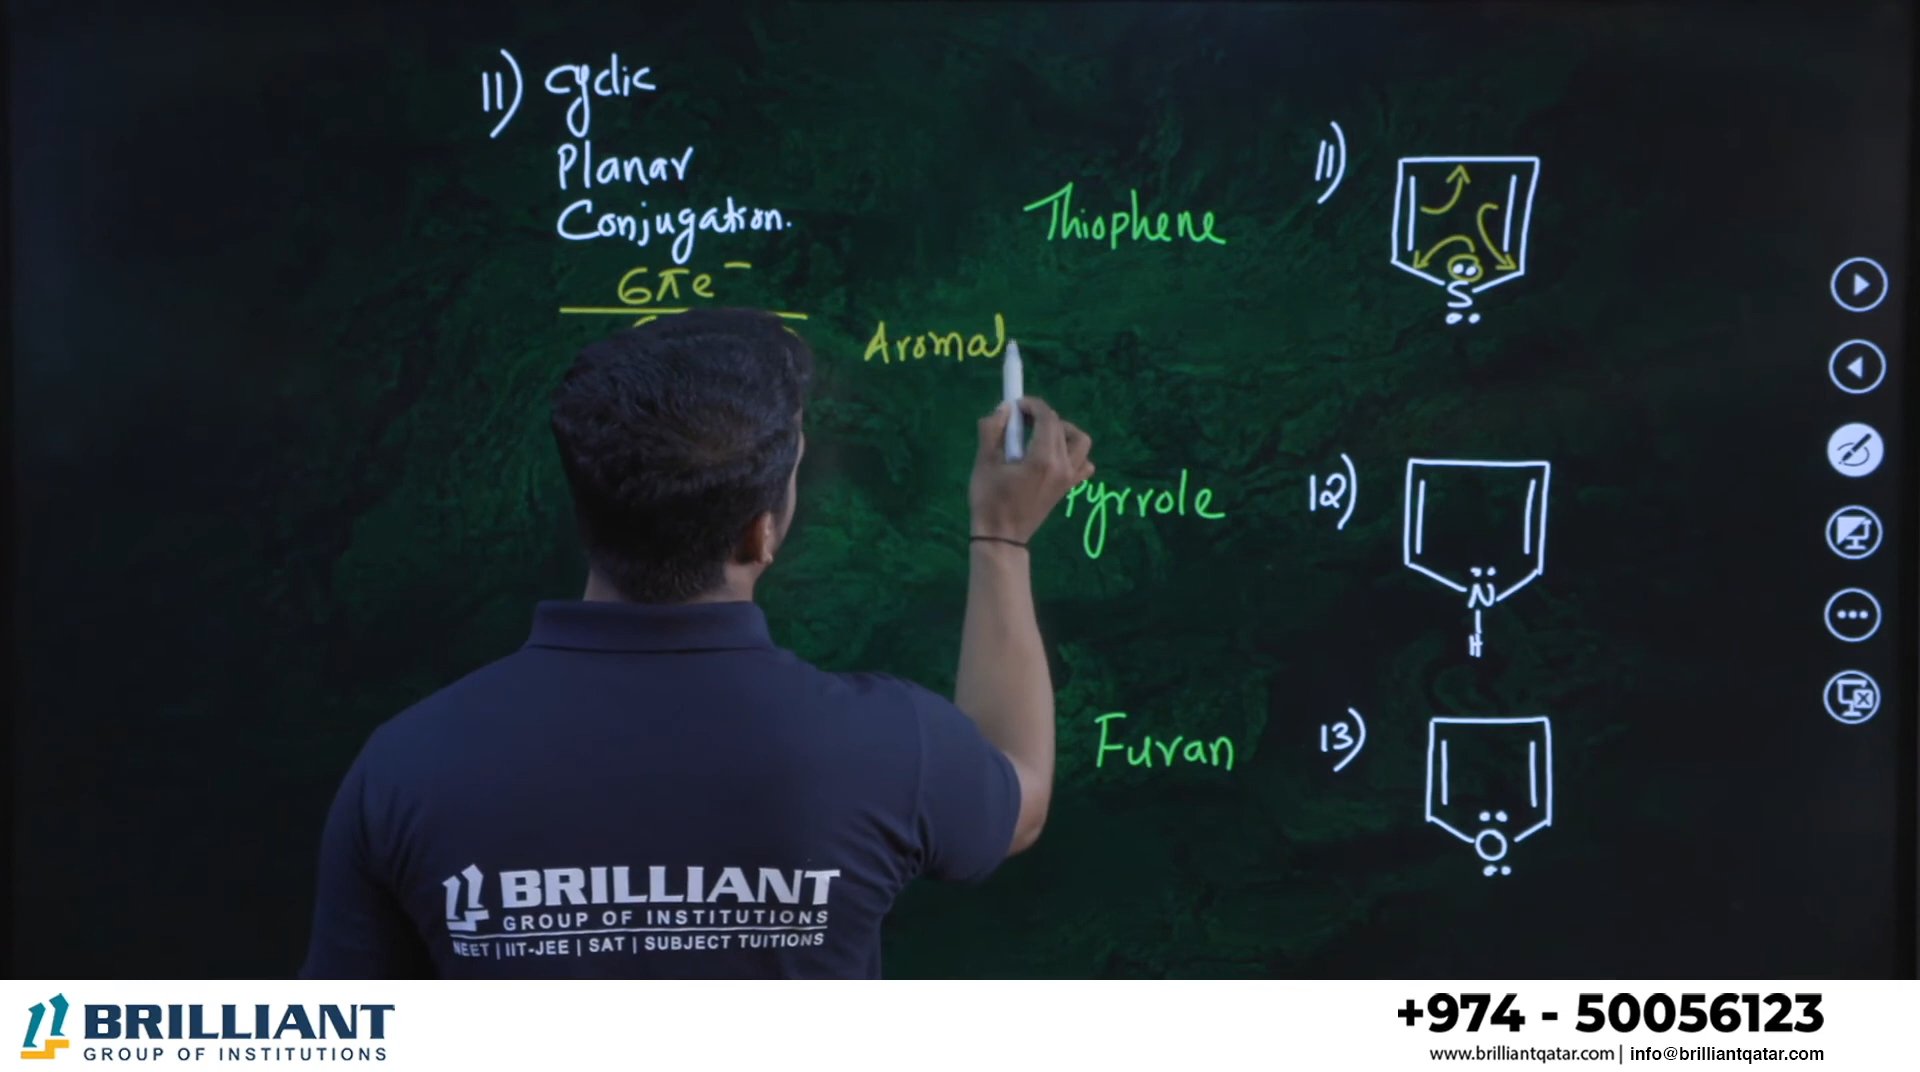 11) Cyclic
Planar
Conjugation.
6πe⁻
Aromat
Thiophene
11)
S
Pyrrole
12)
N
H
Furan
13)
O
BRILLIANT
GROUP OF INSTITUTIONS
NEET | IIT-JEE | SAT | SUBJECT TUITIONS
BRILLIANT
GROUP OF INSTITUTIONS
+974 - 50056123
www.brilliantqatar.com | info@brilliantqatar.com